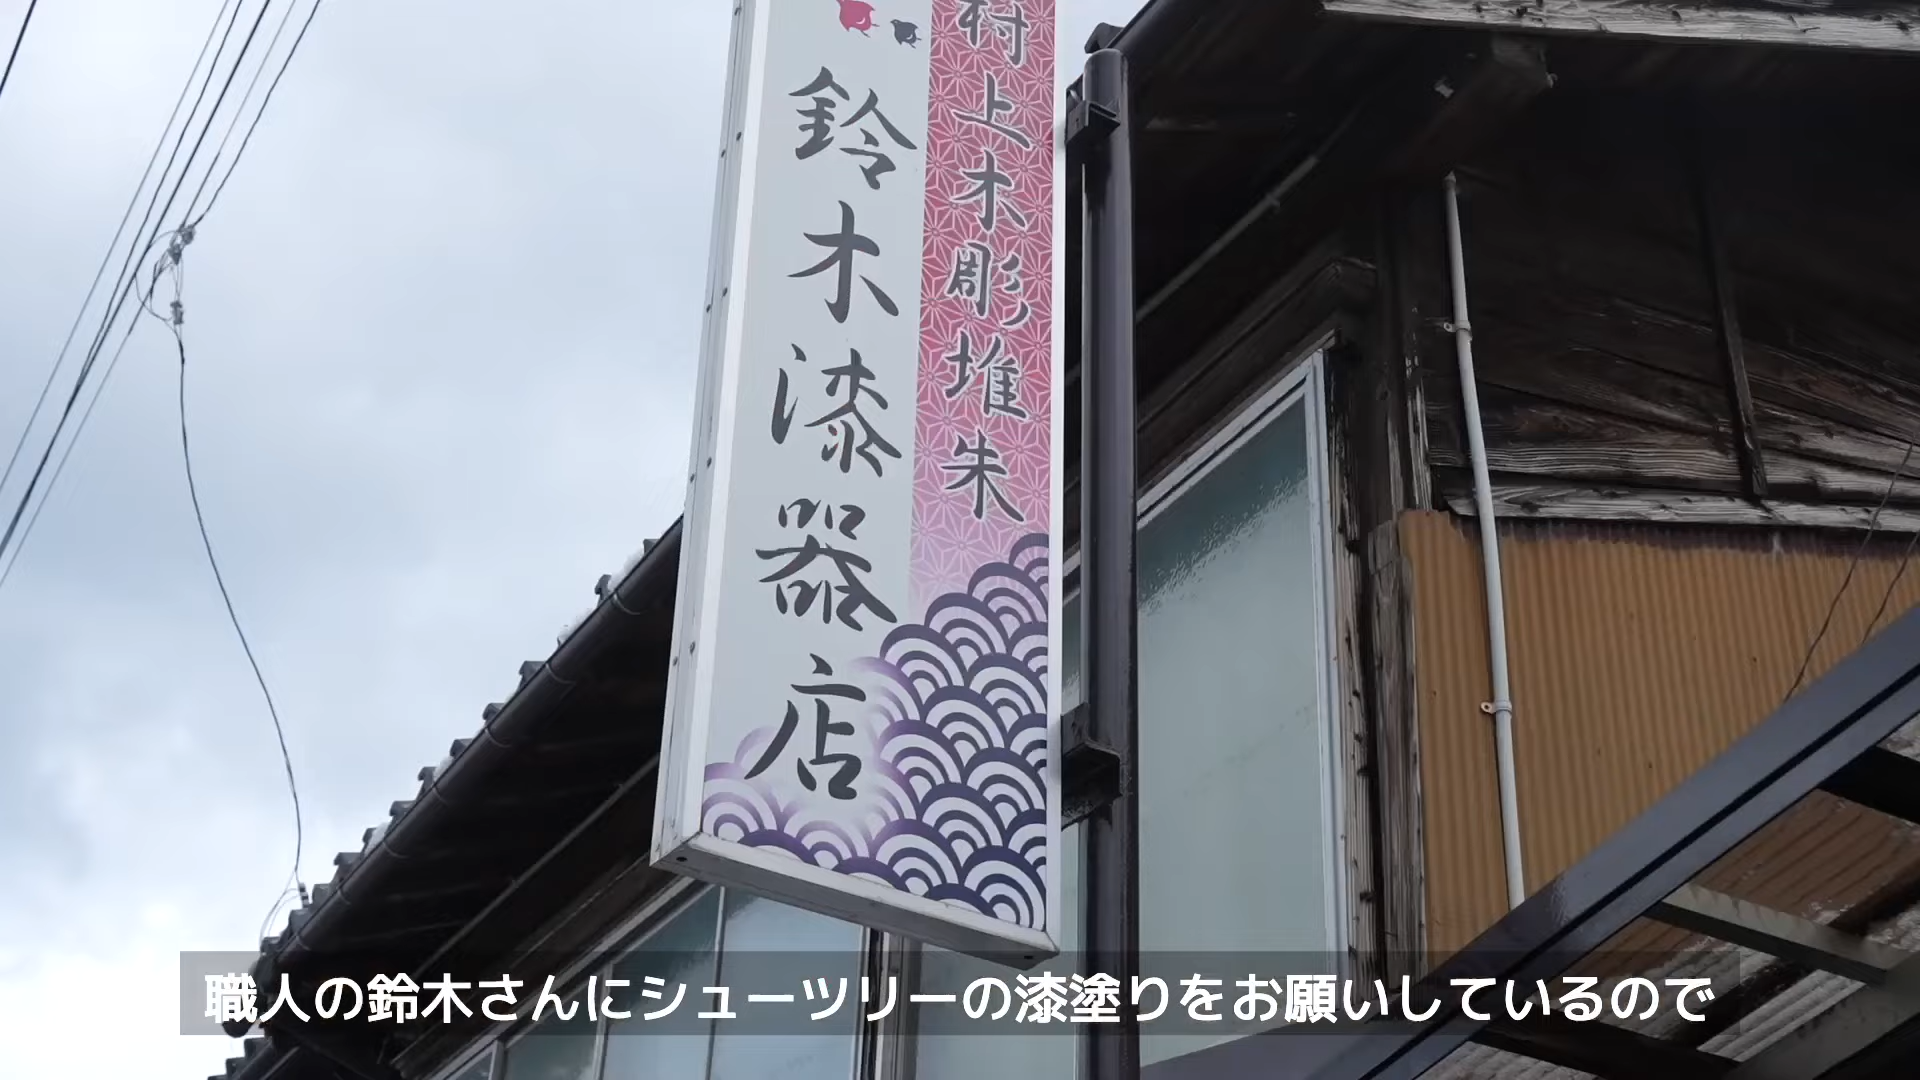 村上木彫堆朱
鈴木漆器店
職人の鈴木さんにシューツリーの漆塗りをお願いしているので